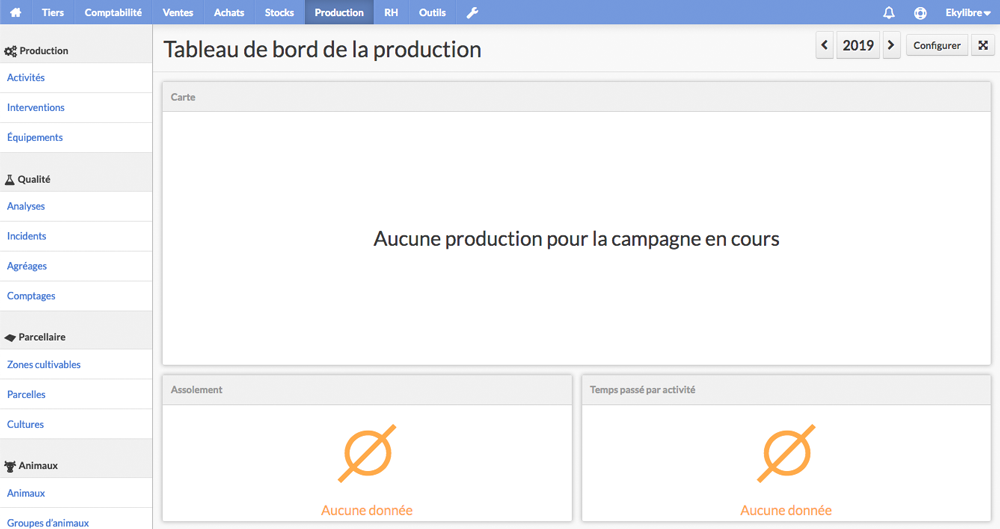 Tiers Comptabilité Ventes Achats Stocks Production RH Outils Ekylibre
Production
Activités
Interventions
Équipements
Qualité
Analyses
Incidents
Agréages
Comptages
Parcellaire
Zones cultivables
Parcelles
Cultures
Animaux
Animaux
Groupes d'animaux
Tableau de bord de la production
2019 Configurer
Carte
Aucune production pour la campagne en cours
Assolement
Aucune donnée
Temps passé par activité
Aucune donnée